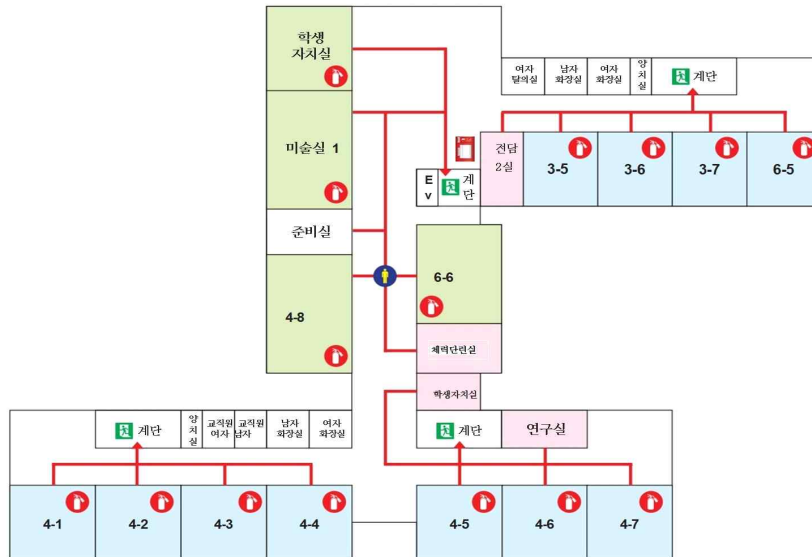 학생
자치실
여자
탈의실
남자
화장실
여자
화장실
양
치
실
계단
미술실 1
전담
2실
3-5
3-6
3-7
6-5
E
v
계
단
준비실
6-6
4-8
체력단련실
학생자치실
계단
양
치
실
교직원
여자
교직원
남자
남자
화장실
여자
화장실
계단
연구실
4-1
4-2
4-3
4-4
4-5
4-6
4-7